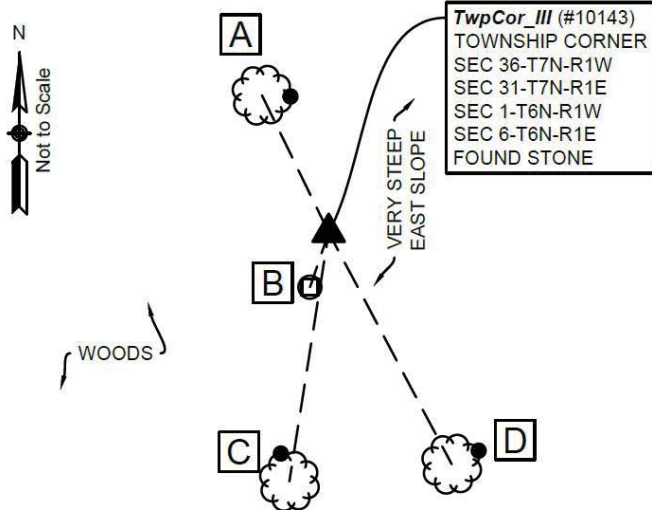 N
Not to Scale
A
TwpCor_III (#10143)
TOWNSHIP CORNER
SEC 36-T7N-R1W
SEC 31-T7N-R1E
SEC 1-T6N-R1W
SEC 6-T6N-R1E
FOUND STONE
VERY STEEP
EAST SLOPE
B
WOODS
C
D